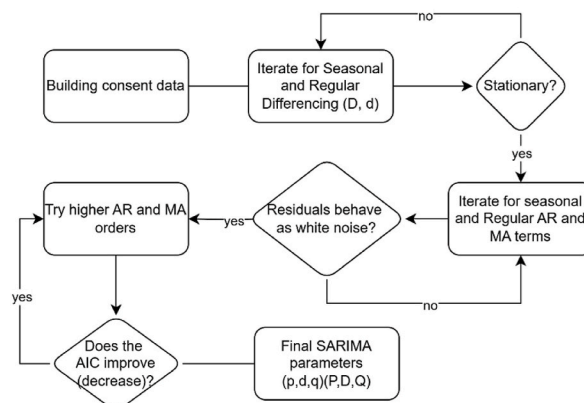 no
Building consent data
Iterate for Seasonal
and Regular
Differencing (D, d)
Stationary?
yes
Iterate for seasonal
and Regular AR and
MA terms
Residuals behave
as white noise?
no
yes
Try higher AR and MA
orders
yes
Does the
AIC improve
(decrease)?
Final SARIMA
parameters
(p,d,q)(P,D,Q)